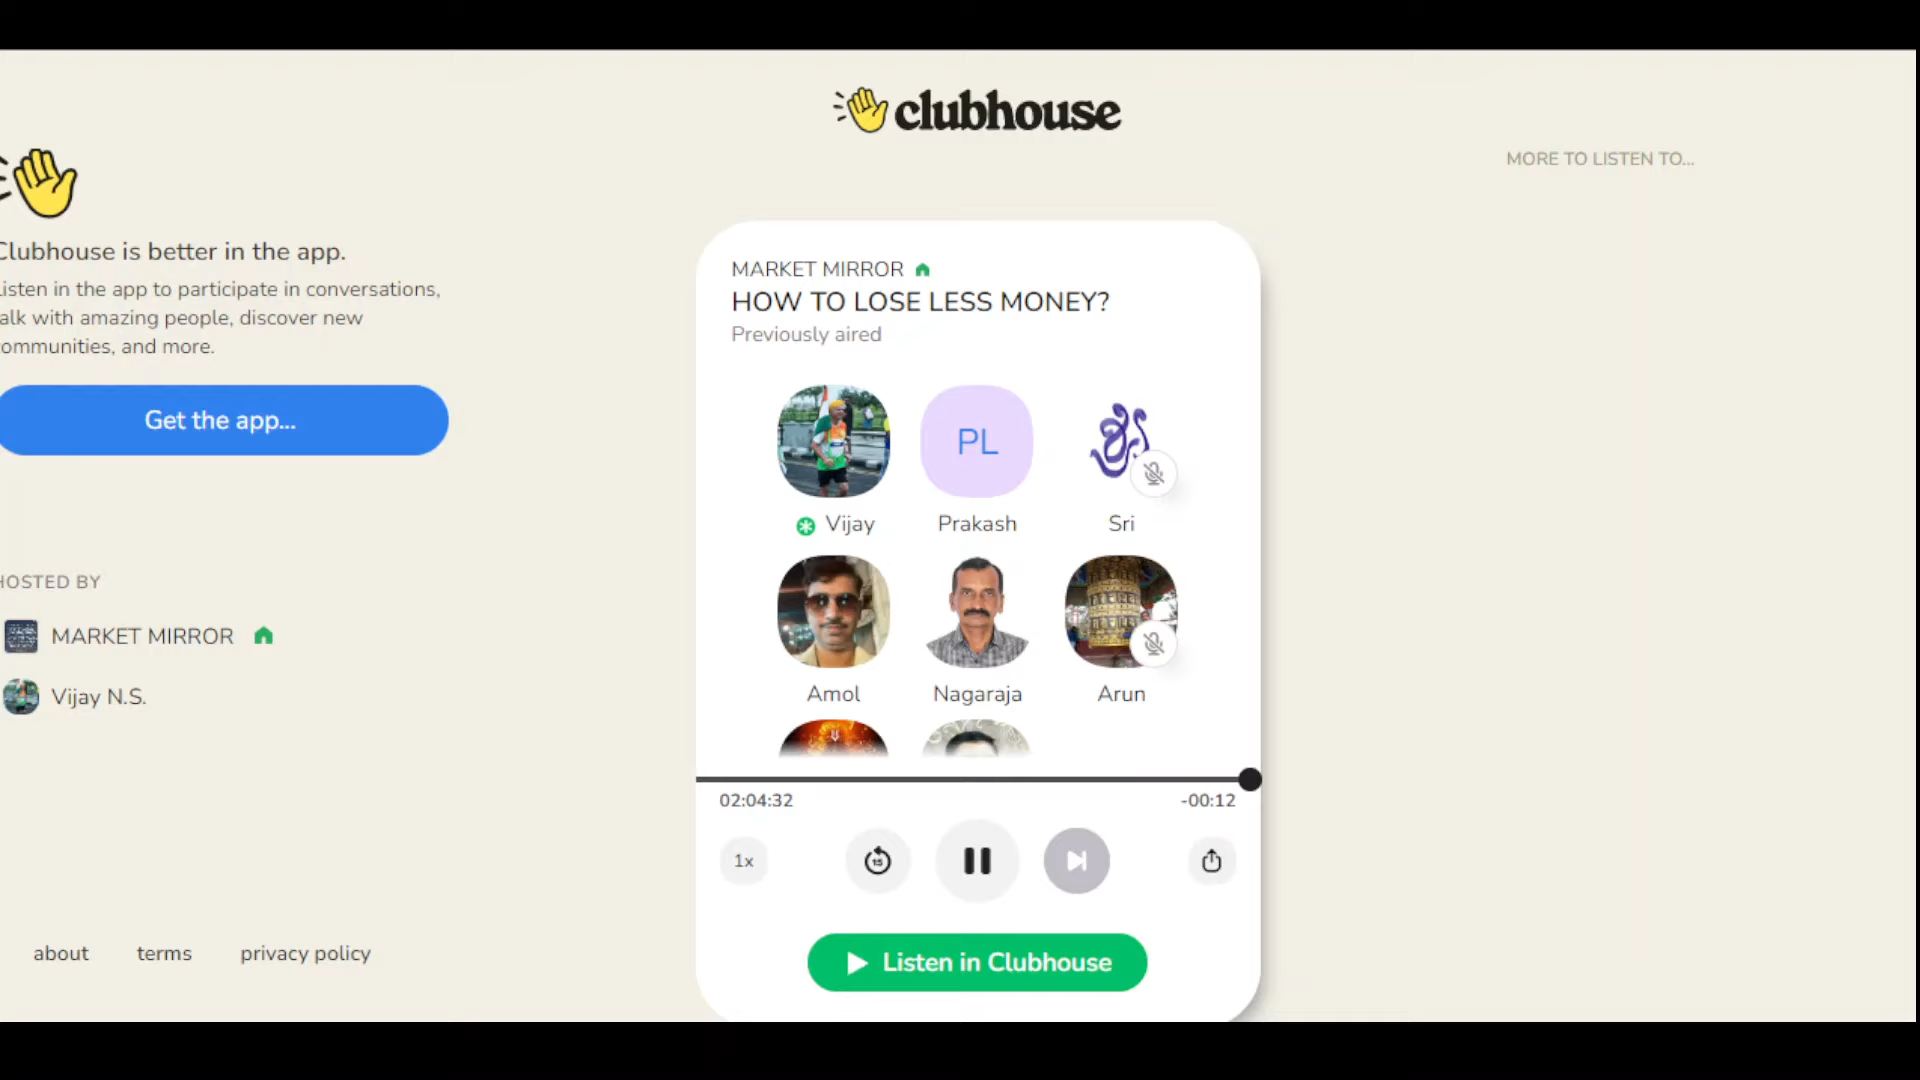 clubhouse
MORE TO LISTEN TO...
Clubhouse is better in the app.
listen in the app to participate in conversations,
talk with amazing people, discover new
communities, and more.
Get the app...
HOSTED BY
MARKET MIRROR
Vijay N.S.
about terms privacy policy
MARKET MIRROR
HOW TO LOSE LESS MONEY?
Previously aired
PL
श्री
Vijay Prakash Sri
Amol Nagaraja Arun
02:04:32 -00:12
1x
15
Listen in Clubhouse